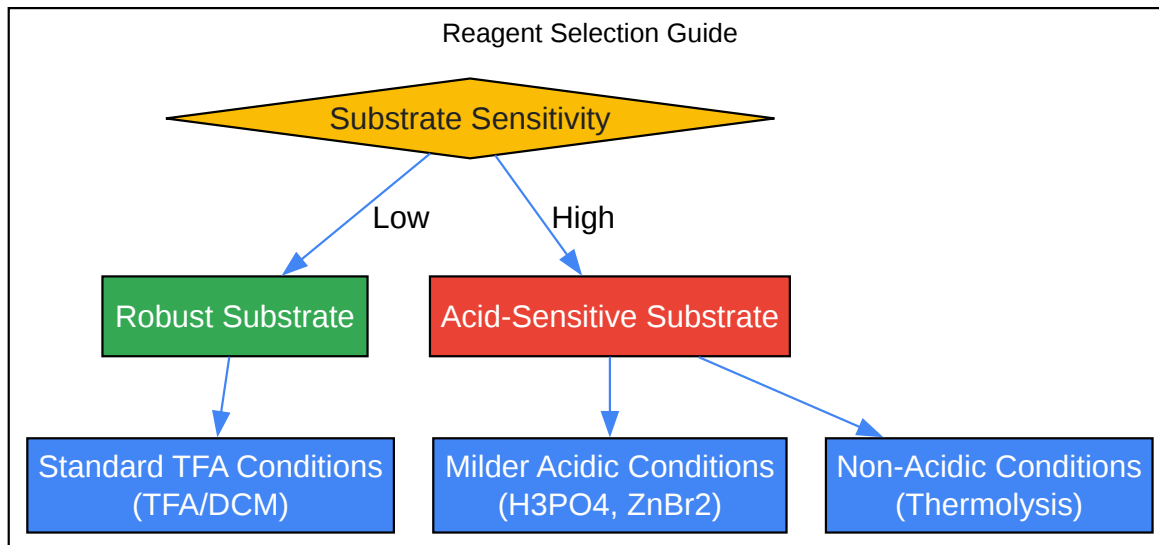 Reagent Selection Guide
Substrate Sensitivity
Low
High
Robust Substrate
Acid-Sensitive Substrate
Standard TFA Conditions
(TFA/DCM)
Milder Acidic Conditions
(H3PO4, ZnBr2)
Non-Acidic Conditions
(Thermolysis)